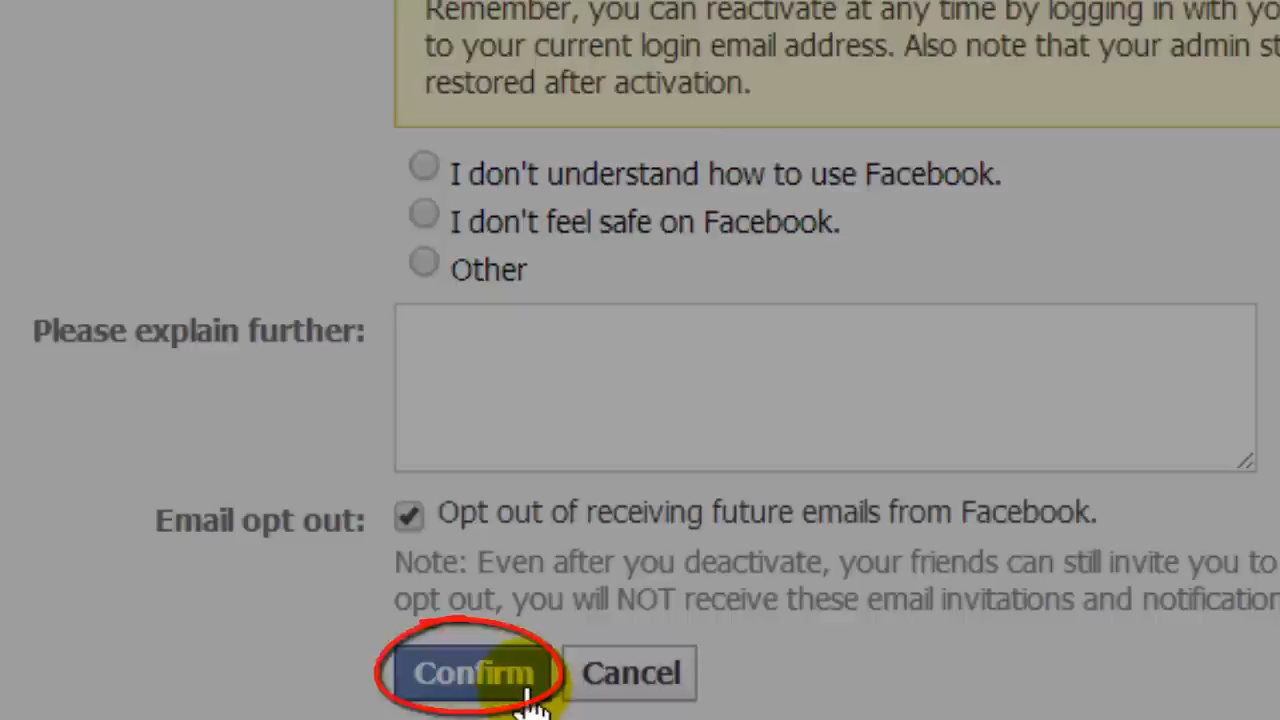 Remember, you can reactivate at any time by logging in with
to your current login email address. Also note that your admin
restored after activation.
I don't understand how to use Facebook.
I don't feel safe on Facebook.
Other
Please explain further:
Email opt out:
Opt out of receiving future emails from Facebook.
Note: Even after you deactivate, your friends can still invite you to
opt out, you will NOT receive these email invitations and
Confirm
Cancel